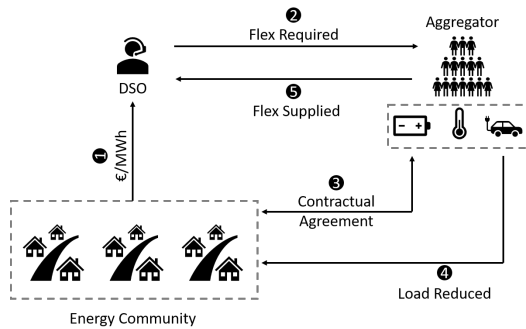 ❷
Flex Required
Aggregator
DSO
❺
Flex Supplied
- +
❶
€/MWh
❸
Contractual
Agreement
❹
Load Reduced
Energy Community